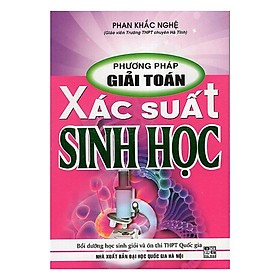 PHAN KHẮC NGHỆ
(Giáo viên Trường THPT chuyên Hà Tĩnh)
PHƯƠNG PHÁP
GIẢI TOÁN
XÁC SUẤT
SINH HỌC
Bồi dưỡng học sinh giỏi và ôn thi THPT Quốc gia
NHÀ XUẤT BẢN ĐẠI HỌC QUỐC GIA HÀ NỘI